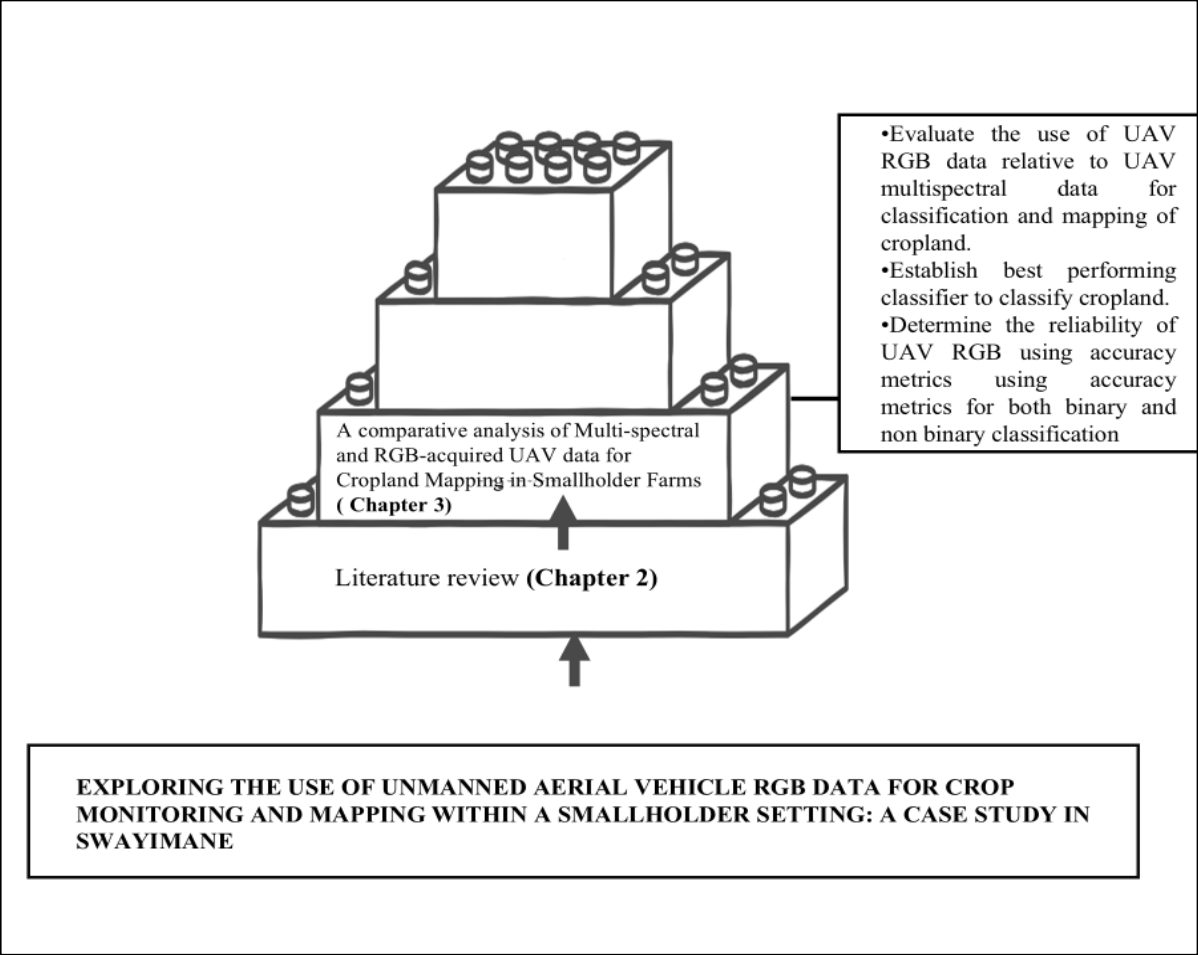 •Evaluate the use of UAV
RGB data relative to UAV
multispectral data for
classification and mapping of
cropland.
•Establish best performing
classifier to classify cropland.
•Determine the reliability of
UAV RGB using accuracy
metrics using accuracy
metrics for both binary and
non binary classification
A comparative analysis of Multi-spectral
and RGB-acquired UAV data for
Cropland Mapping in Smallholder Farms
( Chapter 3)
Literature review (Chapter 2)
EXPLORING THE USE OF UNMANNED AERIAL VEHICLE RGB DATA FOR CROP
MONITORING AND MAPPING WITHIN A SMALLHOLDER SETTING: A CASE STUDY IN
SWAYIMANE